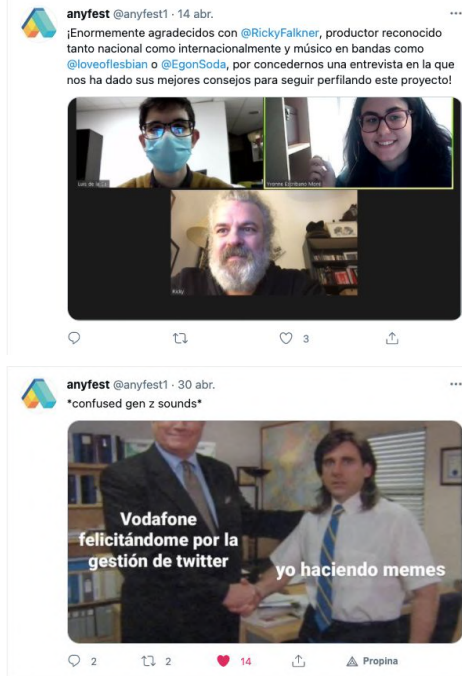 anyfest @anyfest1 · 14 abr.
¡Enormemente agradecidos con @RickyFalkner, productor reconocido
tanto nacional como internacionalmente y músico en bandas como
@loveoflesbian o @EgonSoda, por concedernos una entrevista en la que
nos ha dado sus mejores consejos para seguir perfilando este proyecto!
Ricky
3
anyfest @anyfest1 · 30 abr.
*confused gen z sounds*
Vodafone
felicitándome por la
gestión de twitter
yo haciendo memes
2 2 14 Propina